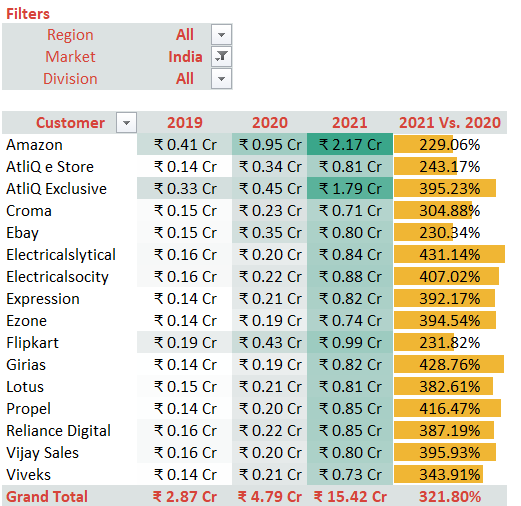 Filters
Region All
Market India
Division All
Customer 2019 2020 2021 2021 Vs. 2020
Amazon ₹ 0.41 Cr ₹ 0.95 Cr ₹ 2.17 Cr 229.06%
AtliQ e Store ₹ 0.14 Cr ₹ 0.34 Cr ₹ 0.81 Cr 243.17%
AtliQ Exclusive ₹ 0.33 Cr ₹ 0.45 Cr ₹ 1.79 Cr 395.23%
Croma ₹ 0.15 Cr ₹ 0.23 Cr ₹ 0.71 Cr 304.88%
Ebay ₹ 0.15 Cr ₹ 0.35 Cr ₹ 0.80 Cr 230.34%
Electricalslytical ₹ 0.16 Cr ₹ 0.20 Cr ₹ 0.84 Cr 431.14%
Electricalsocity ₹ 0.16 Cr ₹ 0.22 Cr ₹ 0.88 Cr 407.02%
Expression ₹ 0.14 Cr ₹ 0.21 Cr ₹ 0.82 Cr 392.17%
Ezone ₹ 0.14 Cr ₹ 0.19 Cr ₹ 0.74 Cr 394.54%
Flipkart ₹ 0.19 Cr ₹ 0.43 Cr ₹ 0.99 Cr 231.82%
Girias ₹ 0.14 Cr ₹ 0.19 Cr ₹ 0.82 Cr 428.76%
Lotus ₹ 0.15 Cr ₹ 0.21 Cr ₹ 0.81 Cr 382.61%
Propel ₹ 0.14 Cr ₹ 0.20 Cr ₹ 0.85 Cr 416.47%
Reliance Digital ₹ 0.16 Cr ₹ 0.22 Cr ₹ 0.85 Cr 387.19%
Vijay Sales ₹ 0.16 Cr ₹ 0.20 Cr ₹ 0.80 Cr 395.93%
Viveks ₹ 0.14 Cr ₹ 0.21 Cr ₹ 0.73 Cr 343.91%
Grand Total ₹ 2.87 Cr ₹ 4.79 Cr ₹ 15.42 Cr 321.80%